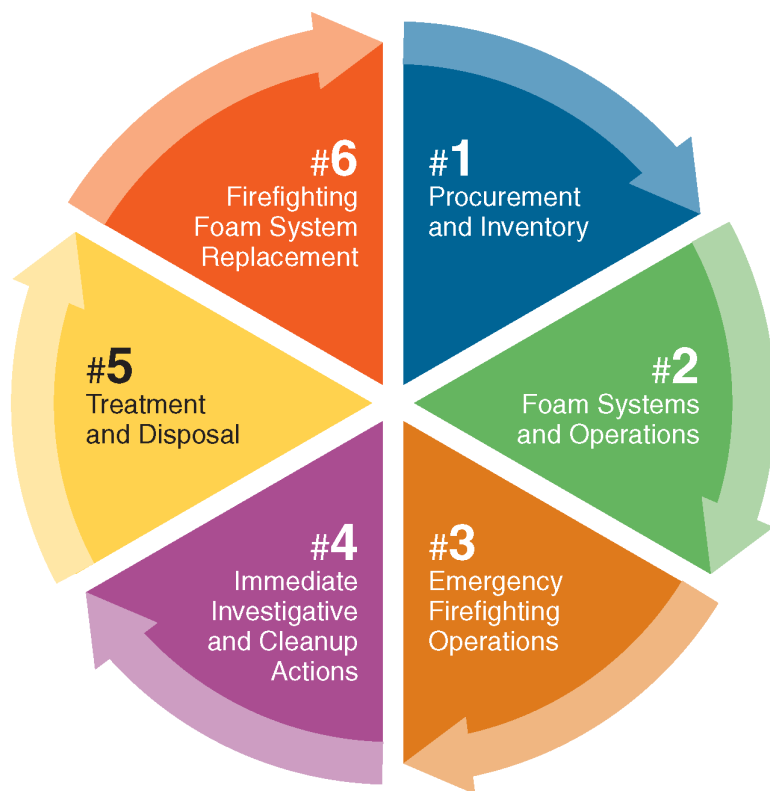 #1
Procurement
and Inventory
#2
Foam Systems
and Operations
#3
Emergency
Firefighting
Operations
#4
Immediate
Investigative
and Cleanup
Actions
#5
Treatment
and Disposal
#6
Firefighting
Foam System
Replacement